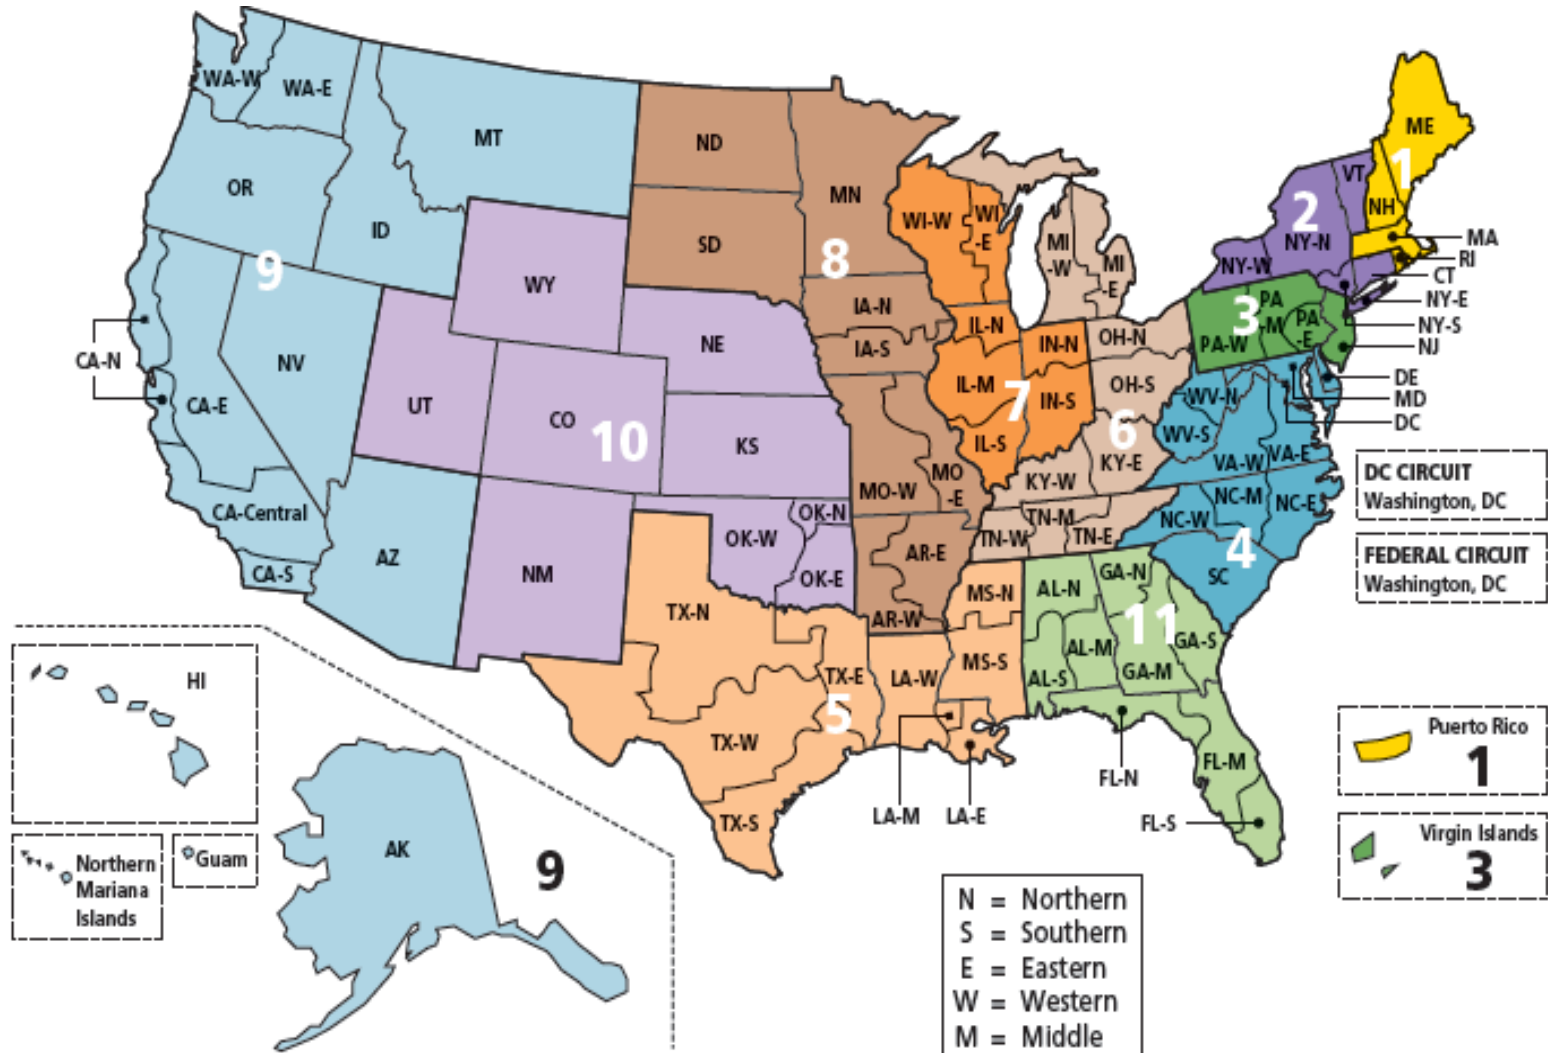 WA-W
WA-E
MT
ND
ME
OR
ID
MN
VT
1
NH
SD
WI-W
WI
-E
MI
-W
MI
-E
2
NY-N
MA
RI
9
8
NY-W
CT
WY
IA-N
3
PA
-M
PA
-E
NY-E
CA-N
NV
NE
IA-S
IL-N
IN-N
OH-N
PA-W
NY-S
NJ
UT
CA-E
CO
10
KS
IL-M
7
IN-S
OH-S
WV-N
DE
MD
DC
IL-S
6
WV-S
KY-E
VA-W
VA-E
MO-W
MO
-E
KY-W
DC CIRCUIT
Washington, DC
CA-Central
OK-N
TN-W
TN-M
TN-E
NC-W
NC-M
NC-E
OK-W
AZ
AR-E
4
FEDERAL CIRCUIT
Washington, DC
CA-S
NM
OK-E
SC
TX-N
AR-W
MS-N
AL-N
GA-N
11
GA-S
HI
TX-E
LA-W
MS-S
AL-M
AL-S
GA-M
5
TX-W
Puerto Rico
1
FL-N
FL-M
TX-S
LA-M
LA-E
FL-S
Virgin Islands
3
AK
9
Northern
Mariana
Islands
Guam
N = Northern
S = Southern
E = Eastern
W = Western
M = Middle